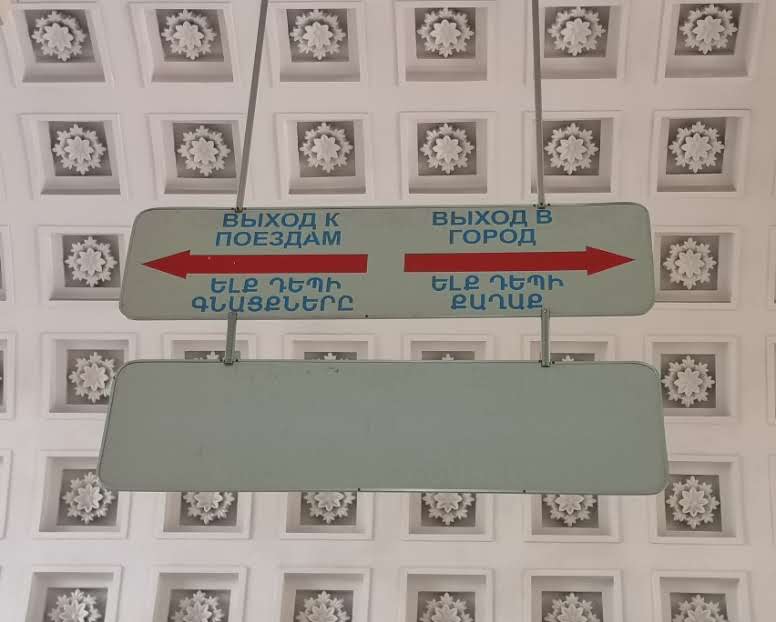 ВЫХОД К
ПОЕЗДАМ
ԵԼՔ ԴԵՊԻ
ԳՆԱՑՔՆԵՐԸ
ВЫХОД В
ГОРОД
ԵԼՔ ԴԵՊԻ
ՔԱՂԱՔ